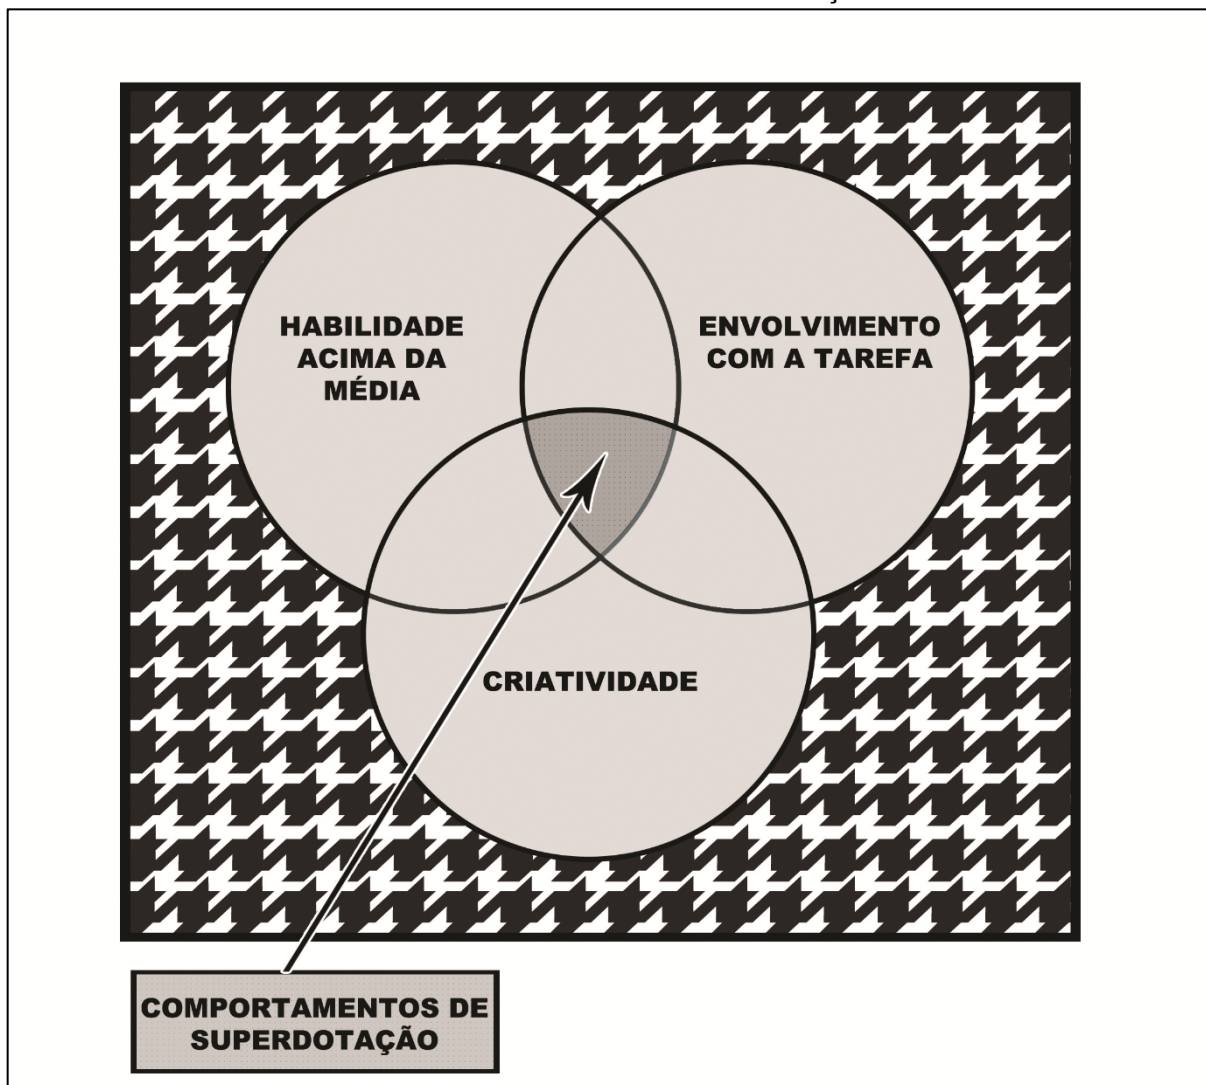 HABILIDADE
ACIMA DA
MÉDIA
ENVOLVIMENTO
COM A TAREFA
CRIATIVIDADE
COMPORTAMENTOS DE
SUPERDOTAÇÃO